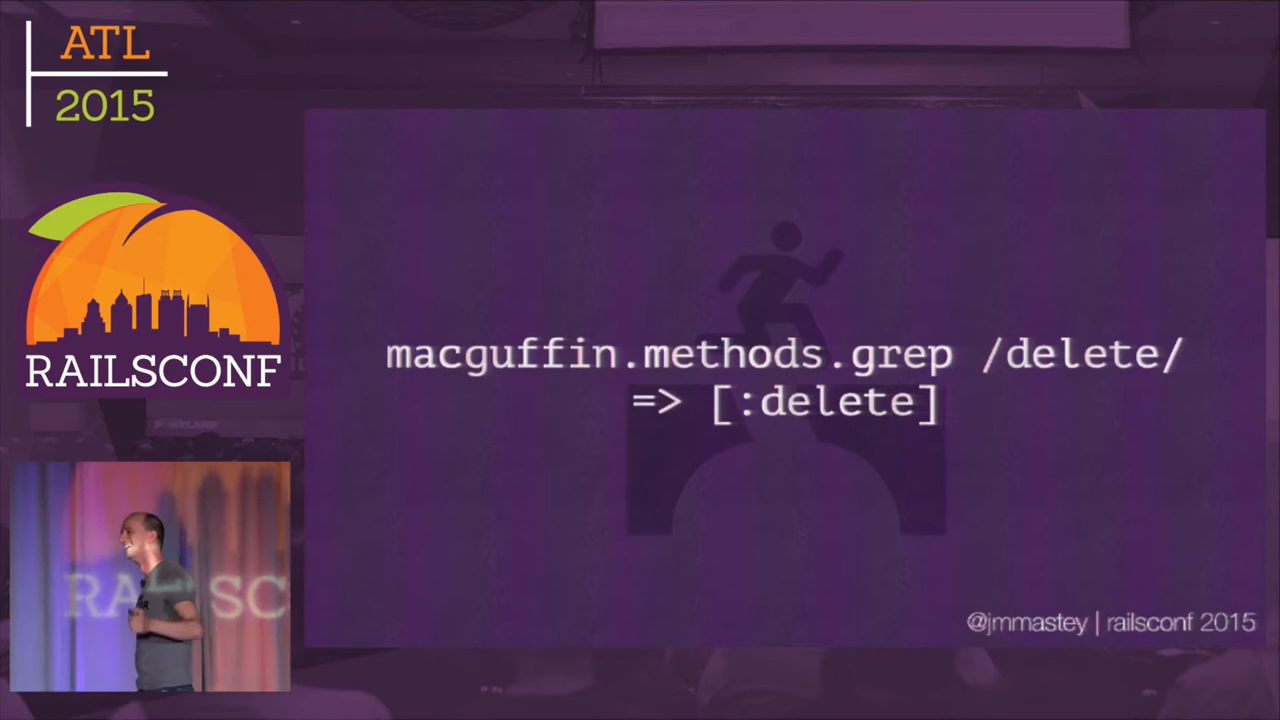 ATL
2015
RAILSCONF
macguffin.methods.grep /delete/
=> [:delete]
@jmmastey | railsconf 2015